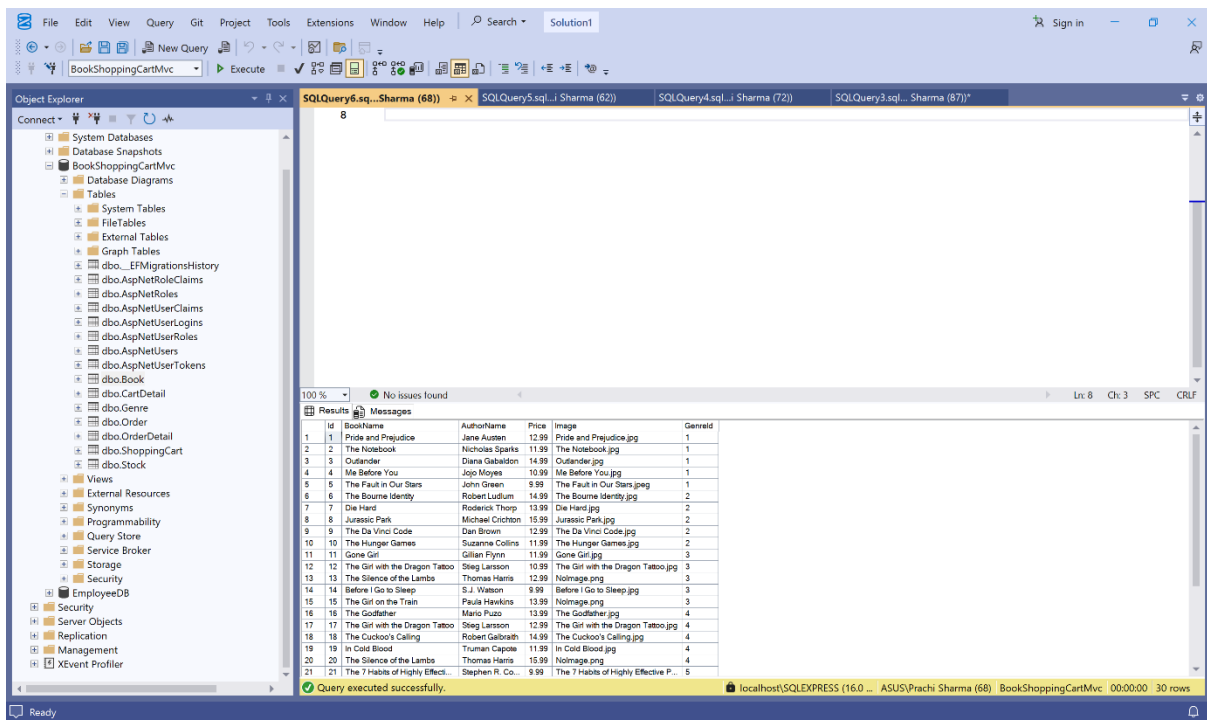 File Edit View Query Git Project Tools Extensions Window Help Search Solution1 Sign in
New Query
BookShoppingCartMvc Execute
Object Explorer
Connect
System Databases
Database Snapshots
BookShoppingCartMvc
Database Diagrams
Tables
System Tables
FileTables
External Tables
Graph Tables
dbo.__EFMigrationsHistory
dbo.AspNetRoleClaims
dbo.AspNetRoles
dbo.AspNetUserClaims
dbo.AspNetUserLogins
dbo.AspNetUserRoles
dbo.AspNetUsers
dbo.AspNetUserTokens
dbo.Book
dbo.CartDetail
dbo.Genre
dbo.Order
dbo.OrderDetail
dbo.ShoppingCart
dbo.Stock
Views
External Resources
Synonyms
Programmability
Query Store
Service Broker
Storage
Security
EmployeeDB
Security
Server Objects
Replication
Management
XEvent Profiler
SQLQuery6.sq...Sharma (68)) SQLQuery5.sql...i Sharma (62)) SQLQuery4.sql...i Sharma (72)) SQLQuery3.sql... Sharma (87))*
8
100 % No issues found Ln: 8 Ch: 3 SPC CRLF
Results Messages
Id BookName AuthorName Price Image GenreId
1 1 Pride and Prejudice Jane Austen 12.99 Pride and Prejudice.jpg 1
2 2 The Notebook Nicholas Sparks 11.99 The Notebook.jpg 1
3 3 Outlander Diana Gabaldon 14.99 Outlander.jpg 1
4 4 Me Before You Jojo Moyes 10.99 Me Before You.jpg 1
5 5 The Fault in Our Stars John Green 9.99 The Fault in Our Stars.jpeg 1
6 6 The Bourne Identity Robert Ludlum 14.99 The Bourne Identity.jpg 2
7 7 Die Hard Roderick Thorp 13.99 Die Hard.jpg 2
8 8 Jurassic Park Michael Crichton 15.99 Jurassic Park.jpg 2
9 9 The Da Vinci Code Dan Brown 12.99 The Da Vinci Code.jpg 2
10 10 The Hunger Games Suzanne Collins 11.99 The Hunger Games.jpg 2
11 11 Gone Girl Gillian Flynn 11.99 Gone Girl.jpg 3
12 12 The Girl with the Dragon Tattoo Stieg Larsson 10.99 The Girl with the Dragon Tattoo.jpg 3
13 13 The Silence of the Lambs Thomas Harris 12.99 NoImage.png 3
14 14 Before I Go to Sleep S.J. Watson 9.99 Before I Go to Sleep.jpg 3
15 15 The Girl on the Train Paula Hawkins 13.99 NoImage.png 3
16 16 The Godfather Mario Puzo 13.99 The Godfather.jpg 4
17 17 The Girl with the Dragon Tattoo Stieg Larsson 12.99 The Girl with the Dragon Tattoo.jpg 4
18 18 The Cuckoo's Calling Robert Galbraith 14.99 The Cuckoo's Calling.jpg 4
19 19 In Cold Blood Truman Capote 11.99 In Cold Blood.jpg 4
20 20 The Silence of the Lambs Thomas Harris 15.99 NoImage.png 4
21 21 The 7 Habits of Highly Effecti... Stephen R. Co... 9.99 The 7 Habits of Highly Effective P... 5
Query executed successfully. localhost\SQLEXPRESS (16.0 ... ASUS\Prachi Sharma (68) BookShoppingCartMvc 00:00:00 30 rows
Ready